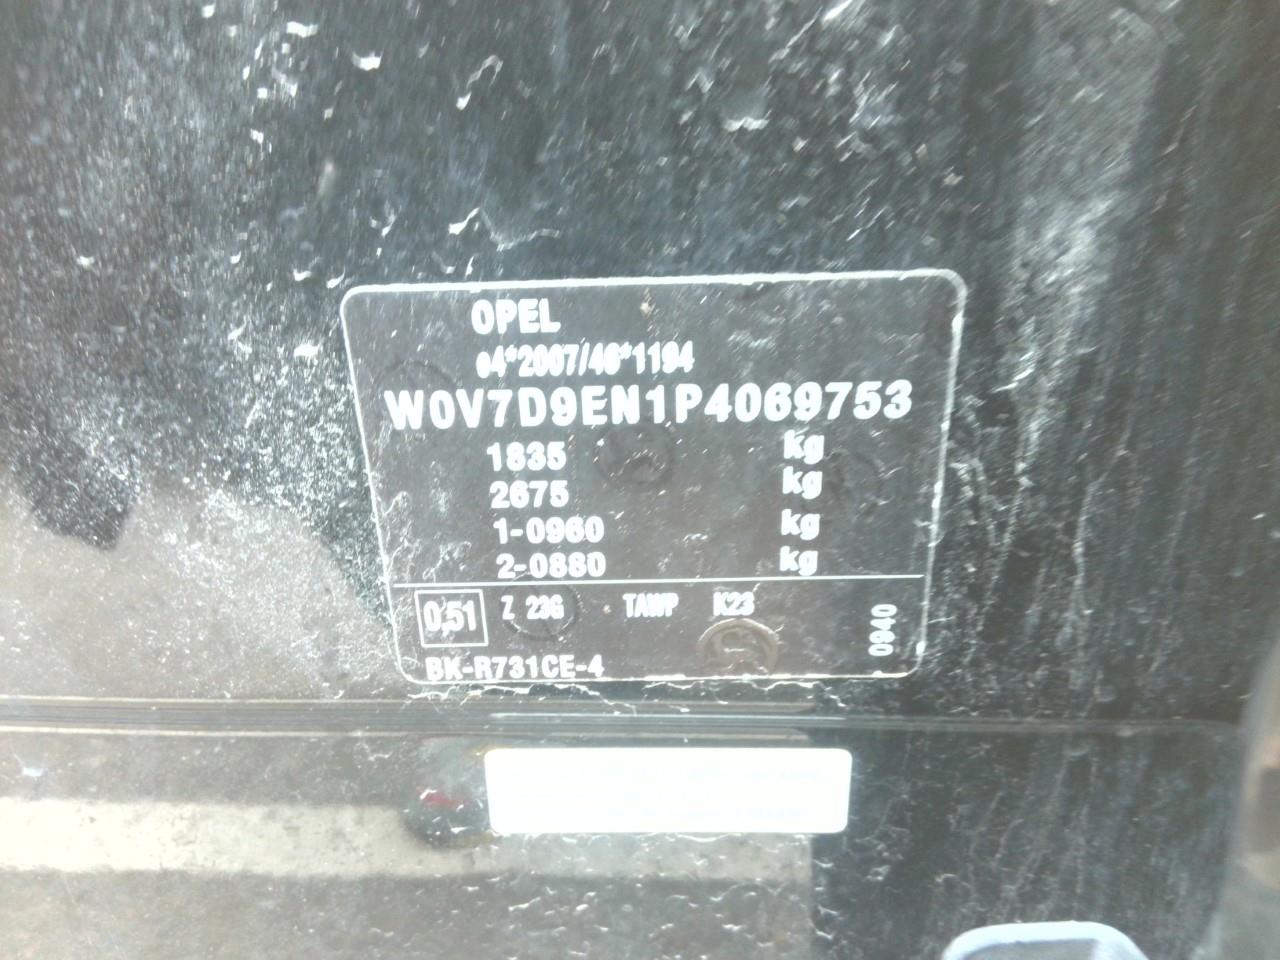 OPEL
e4*2007/46*1194
W0V7D9EN1P4069753
1835 kg
2675 kg
1-0960 kg
2-0880 kg
0,51 Z 23G TAWP K23
0940
BK-R731CE-4